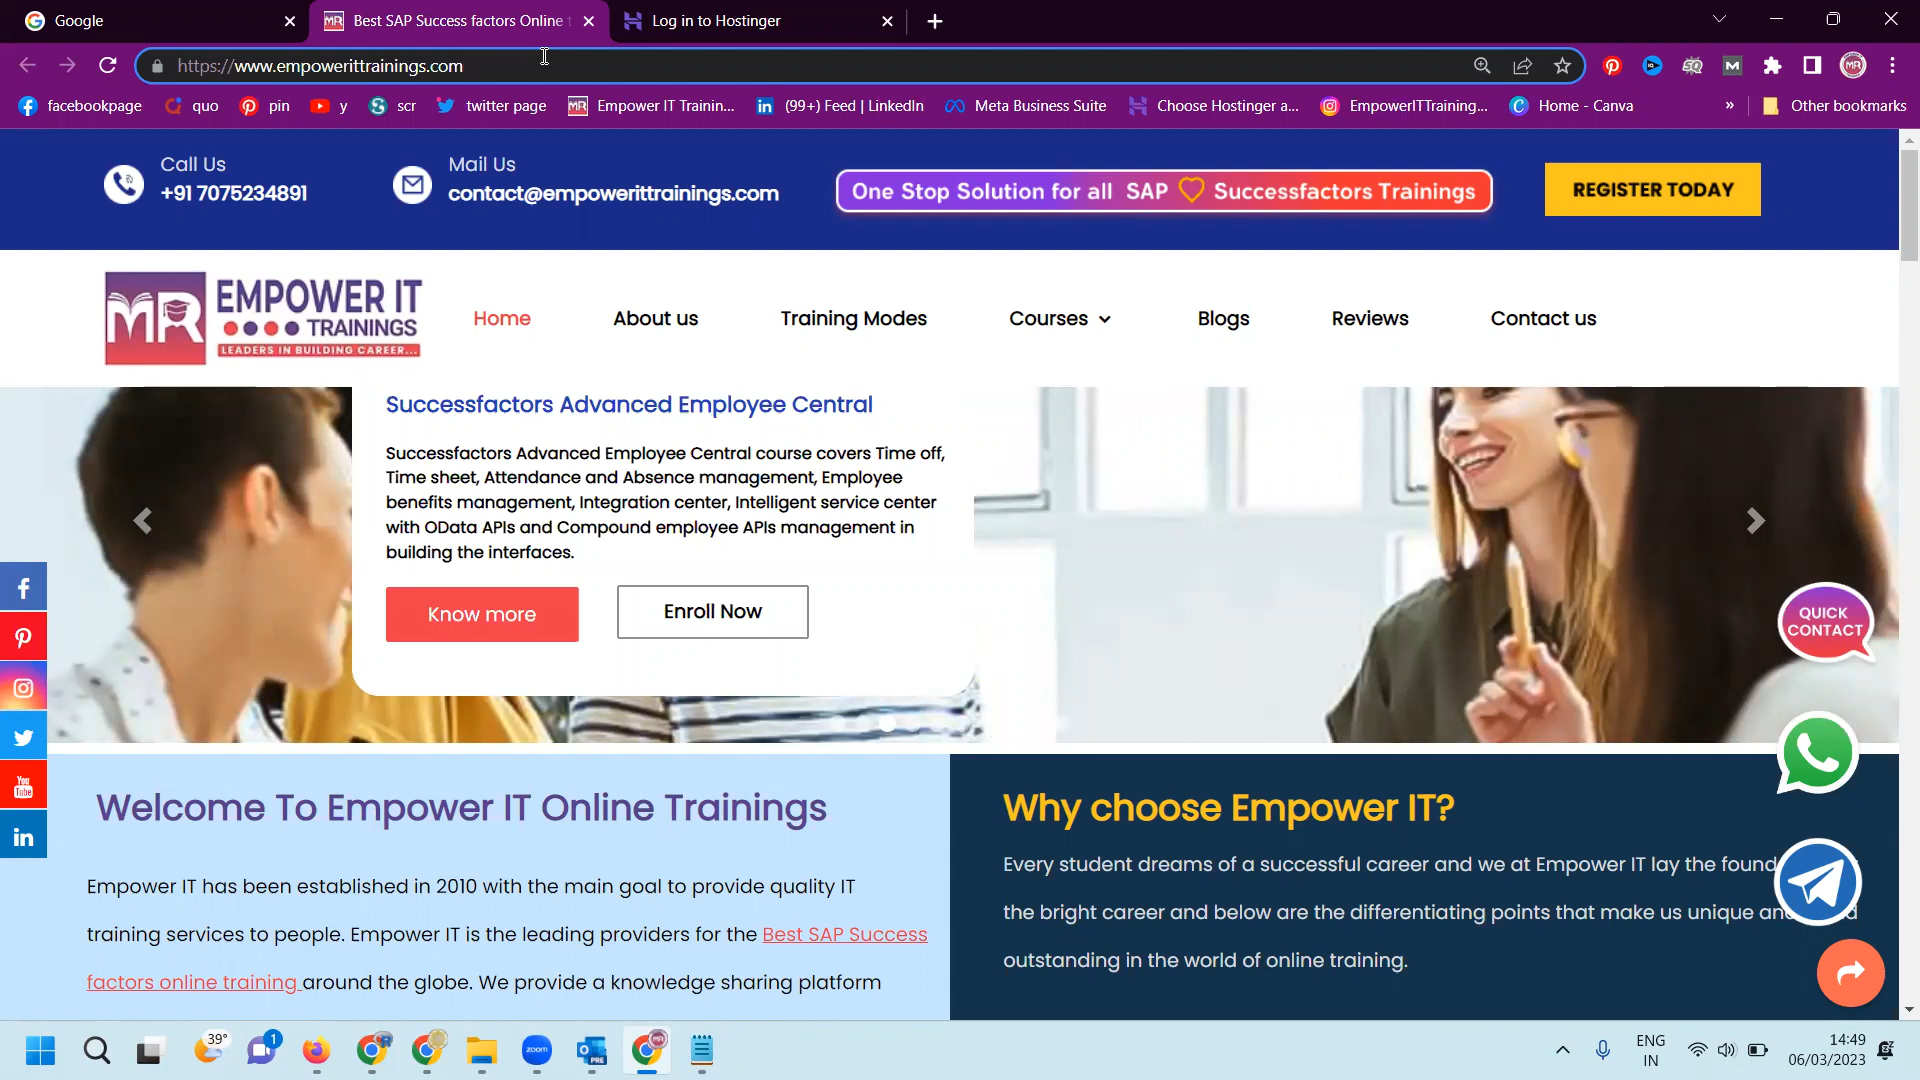 Google
Best SAP Success factors Online
Log in to Hostinger
https://www.empowerittrainings.com
facebookpage
quo
pin
y
scr
twitter page
MR
Empower IT Trainin...
(99+) Feed | LinkedIn
Meta Business Suite
Choose Hostinger a...
EmpowerITTraining...
Home - Canva
»
Other bookmarks
Call Us
+91 7075234891
Mail Us
contact@empowerittrainings.com
One Stop Solution for all SAP Successfactors Trainings
REGISTER TODAY
MR
EMPOWER IT
TRAININGS
LEADERS IN BUILDING CAREER...
Home
About us
Training Modes
Courses
Blogs
Reviews
Contact us
Successfactors Advanced Employee Central
Successfactors Advanced Employee Central course covers Time off,
Time sheet, Attendance and Absence management, Employee
benefits management, Integration center, Intelligent service center
with OData APIs and Compound employee APIs management in
building the interfaces.
Know more
Enroll Now
QUICK
CONTACT
Welcome To Empower IT Online Trainings
Empower IT has been established in 2010 with the main goal to provide quality IT
training services to people. Empower IT is the leading providers for the Best SAP Success
factors online training around the globe. We provide a knowledge sharing platform
Why choose Empower IT?
Every student dreams of a successful career and we at Empower IT lay the found
the bright career and below are the differentiating points that make us unique an
outstanding in the world of online training.
You
Tube
39°
1
zoom
PRE
ENG
IN
14:49
06/03/2023